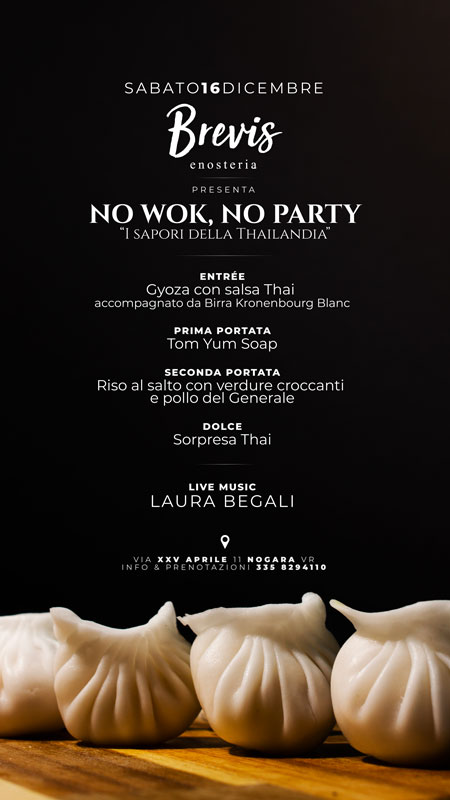 SABATO16DICEMBRE
Brevis
enosteria
PRESENTA
NO WOK, NO PARTY
“I SAPORI DELLA THAILANDIA”
ENTRÉE
Gyoza con salsa Thai
accompagnato da Birra Kronenbourg Blanc
PRIMA PORTATA
Tom Yum Soap
SECONDA PORTATA
Riso al salto con verdure croccanti
e pollo del Generale
DOLCE
Sorpresa Thai
LIVE MUSIC
LAURA BEGALI
VIA XXV APRILE 11 NOGARA VR
INFO & PRENOTAZIONI 335 8294110